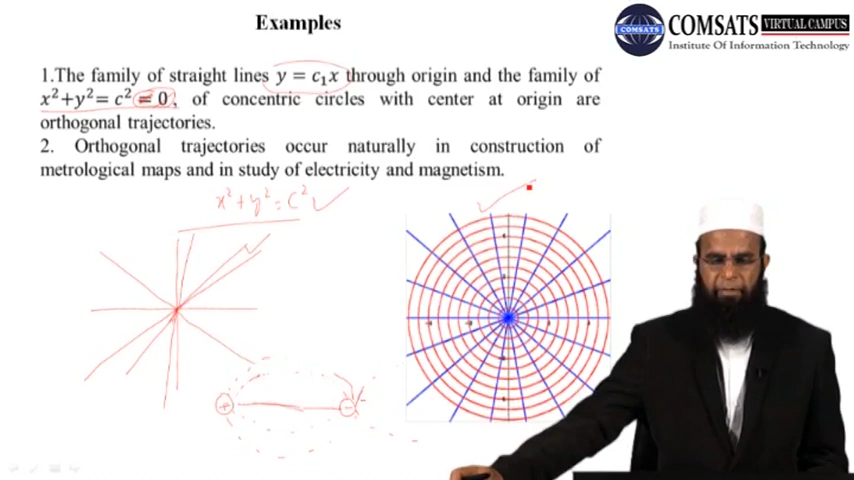 Examples
COMSATS VIRTUAL CAMPUS
Institute Of Information Technology
1.The family of straight lines y = c₁x through origin and the family of
x²+y²= c² = 0, of concentric circles with center at origin are
orthogonal trajectories.
2. Orthogonal trajectories occur naturally in construction of
metrological maps and in study of electricity and magnetism.
x²+y²=c²
+
-